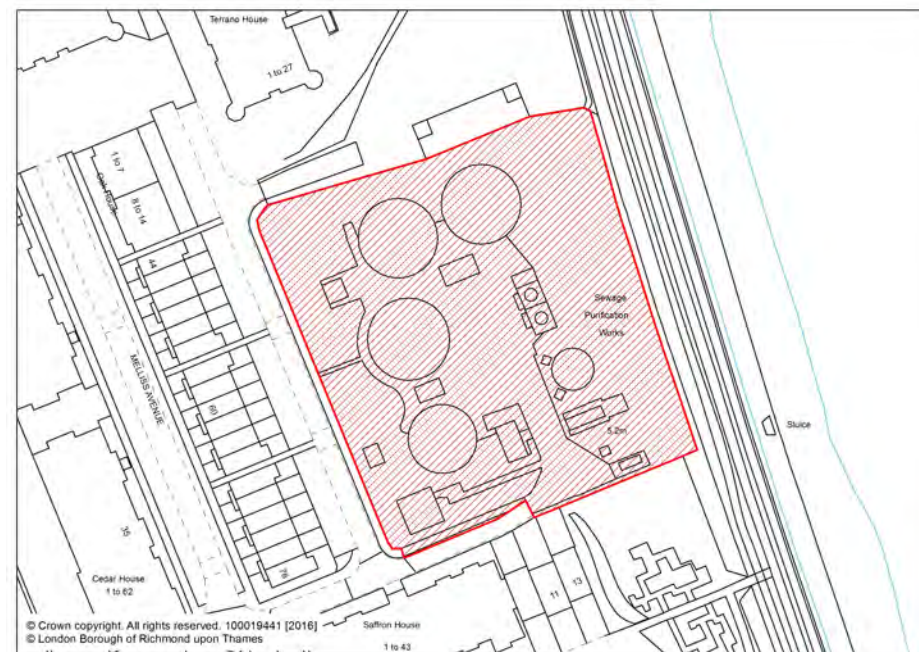 Terrano House
1 to 27
1 to 7
Oak House
8 to 14
44
MELLISS AVENUE
60
Sewage
Purification
Works
5.2m
Sluice
35
Cedar House
1 to 62
76
11
13
Saffron House
1 to 43
© Crown copyright. All rights reserved. 100019441 [2016]
© London Borough of Richmond upon Thames